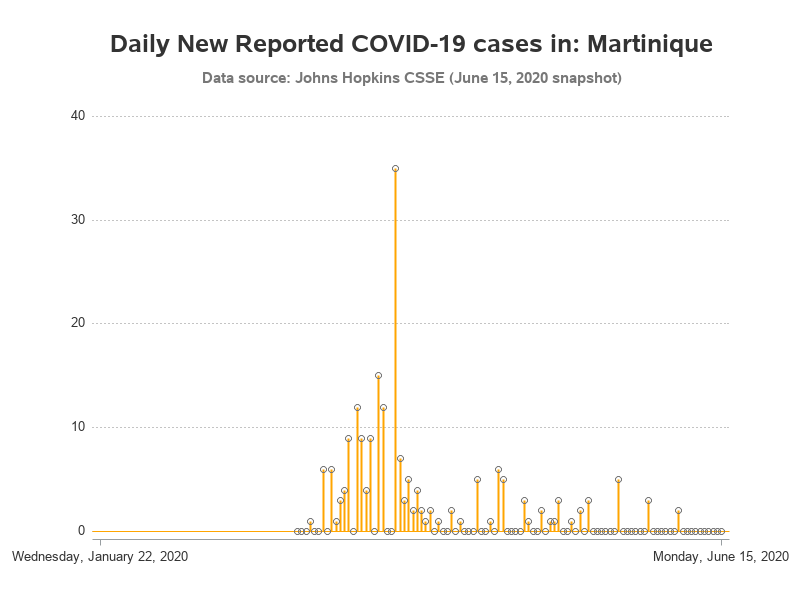 Daily New Reported COVID-19 cases in: Martinique
Data source: Johns Hopkins CSSE (June 15, 2020 snapshot)
40
30
20
10
0
Wednesday, January 22, 2020
Monday, June 15, 2020